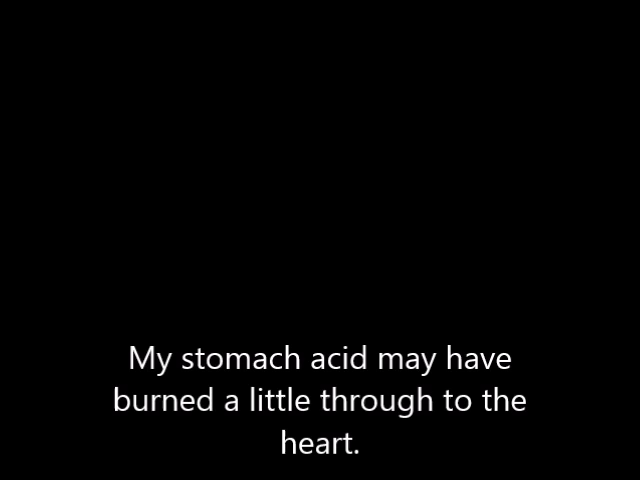 My stomach acid may have
burned a little through to the
heart.